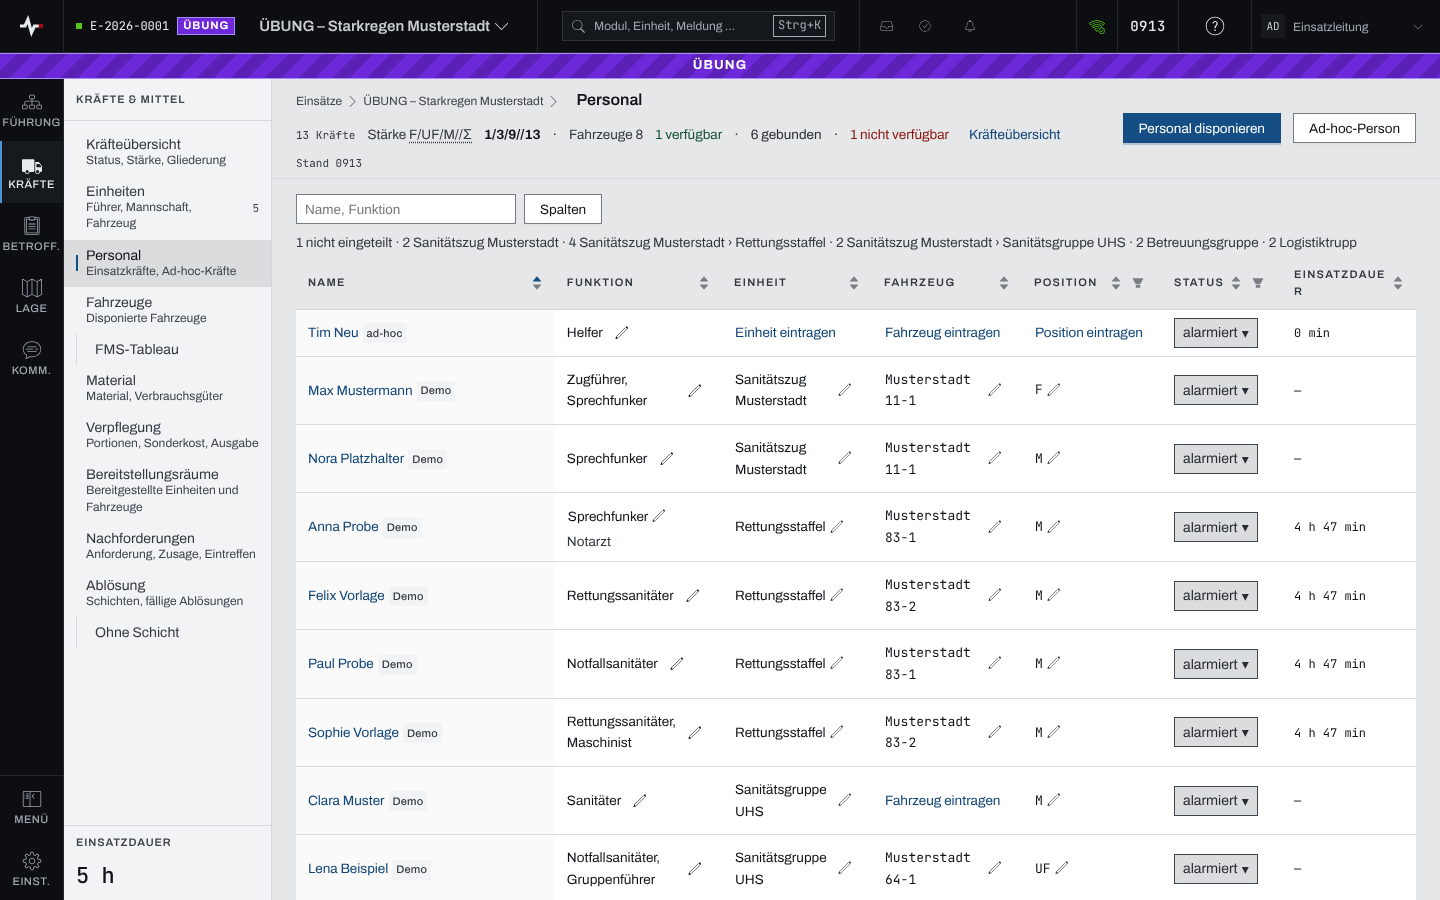 E-2026-0001 ÜBUNG ÜBUNG – Starkregen Musterstadt Modul, Einheit, Meldung ... Strg+K 0913 AD Einsatzleitung
ÜBUNG
FÜHRUNG
KRÄFTE
BETROFF.
LAGE
KOMM.
MENÜ
EINST.
KRÄFTE & MITTEL
Kräfteübersicht
Status, Stärke, Gliederung
Einheiten
Führer, Mannschaft,
Fahrzeug
5
Personal
Einsatzkräfte, Ad-hoc-Kräfte
Fahrzeuge
Disponierte Fahrzeuge
FMS-Tableau
Material
Material, Verbrauchsgüter
Verpflegung
Portionen, Sonderkost, Ausgabe
Bereitstellungsräume
Bereitgestellte Einheiten und
Fahrzeuge
Nachforderungen
Anforderung, Zusage, Eintreffen
Ablösung
Schichten, fällige Ablösungen
Ohne Schicht
EINSATZDAUER
5 h
Einsätze ÜBUNG – Starkregen Musterstadt Personal
13 Kräfte Stärke F/UF/M//Σ 1/3/9//13 · Fahrzeuge 8 1 verfügbar · 6 gebunden · 1 nicht verfügbar Kräfteübersicht
Stand 0913
Personal disponieren Ad-hoc-Person
Name, Funktion Spalten
1 nicht eingeteilt · 2 Sanitätszug Musterstadt · 4 Sanitätszug Musterstadt › Rettungsstaffel · 2 Sanitätszug Musterstadt › Sanitätsgruppe UHS · 2 Betreuungsgruppe · 2 Logistiktrupp
NAME FUNKTION EINHEIT FAHRZEUG POSITION STATUS EINSATZDAUE
R
Tim Neu ad-hoc Helfer Einheit eintragen Fahrzeug eintragen Position eintragen alarmiert ▾ 0 min
Max Mustermann Demo Zugführer, Sanitätszug Musterstadt F alarmiert ▾ –
Sprechfunker Musterstadt 11-1
Nora Platzhalter Demo Sprechfunker Sanitätszug Musterstadt M alarmiert ▾ –
Musterstadt 11-1
Anna Probe Demo Sprechfunker Rettungsstaffel Musterstadt M alarmiert ▾ 4 h 47 min
Notarzt 83-1
Felix Vorlage Demo Rettungssanitäter Rettungsstaffel Musterstadt M alarmiert ▾ 4 h 47 min
83-2
Paul Probe Demo Notfallsanitäter Rettungsstaffel Musterstadt M alarmiert ▾ 4 h 47 min
83-1
Sophie Vorlage Demo Rettungssanitäter, Rettungsstaffel Musterstadt M alarmiert ▾ 4 h 47 min
Maschinist 83-2
Clara Muster Demo Sanitäter Sanitätsgruppe Fahrzeug eintragen M alarmiert ▾ –
UHS
Lena Beispiel Demo Notfallsanitäter, Sanitätsgruppe Musterstadt UF alarmiert ▾ –
Gruppenführer UHS 64-1